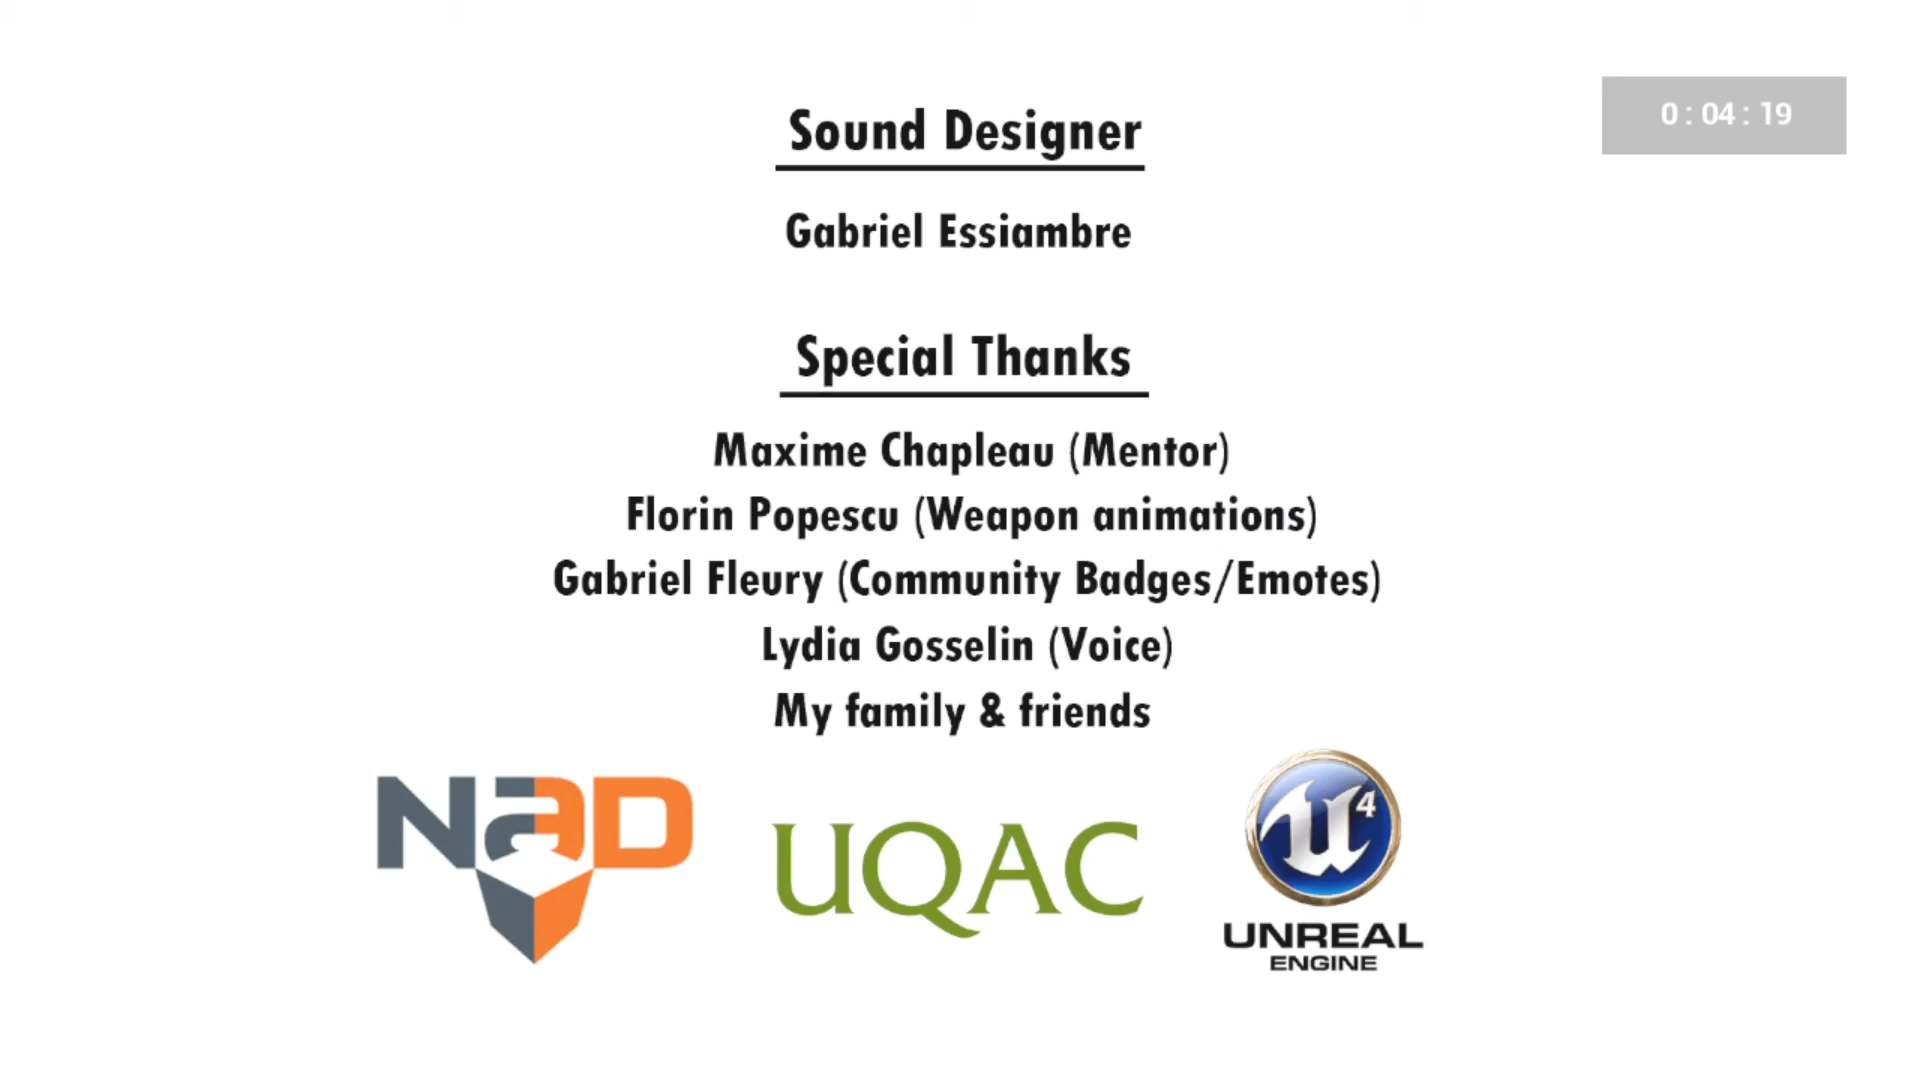 0 : 04 : 19
Sound Designer
Gabriel Essiambre
Special Thanks
Maxime Chapleau (Mentor)
Florin Popescu (Weapon animations)
Gabriel Fleury (Community Badges/Emotes)
Lydia Gosselin (Voice)
My family & friends
NaD
UQAC
U4
UNREAL
ENGINE